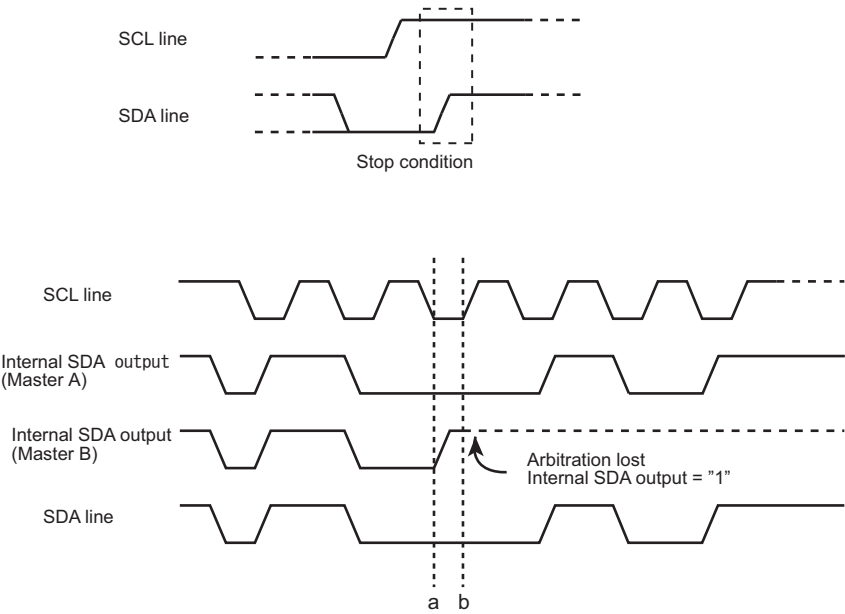 SCL line
SDA line
Stop condition
SCL line
Internal SDA output
(Master A)
Internal SDA output
(Master B)
Arbitration lost
Internal SDA output = ”1”
SDA line
a b